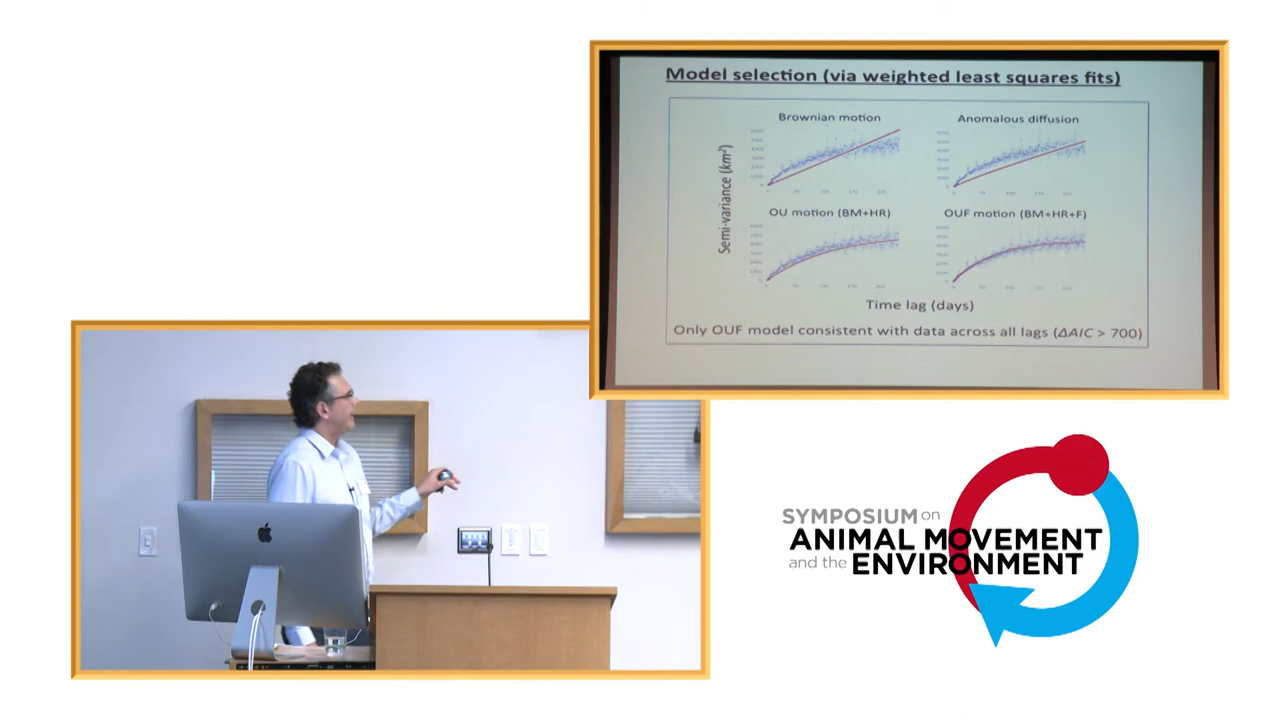 Model selection (via weighted least squares fits)
Brownian motion
Anomalous diffusion
Semi-variance (km²)
OU motion (BM+HR)
OUF motion (BM+HR+F)
Time lag (days)
Only OUF model consistent with data across all lags (ΔAIC > 700)
SYMPOSIUM on
ANIMAL MOVEMENT
and the ENVIRONMENT